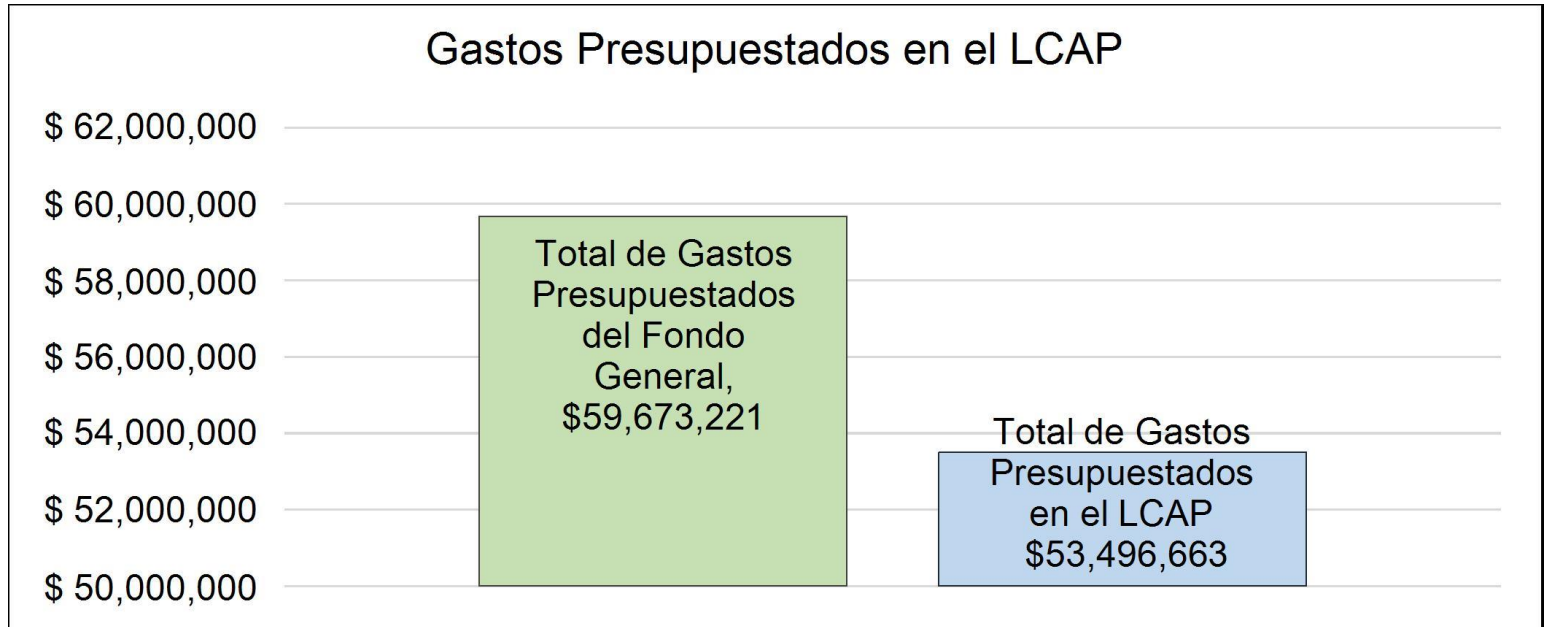 Gastos Presupuestados en el LCAP
$ 62,000,000
$ 60,000,000
$ 58,000,000
$ 56,000,000
$ 54,000,000
$ 52,000,000
$ 50,000,000
Total de Gastos
Presupuestados
del Fondo
General,
$59,673,221
Total de Gastos
Presupuestados
en el LCAP
$53,496,663